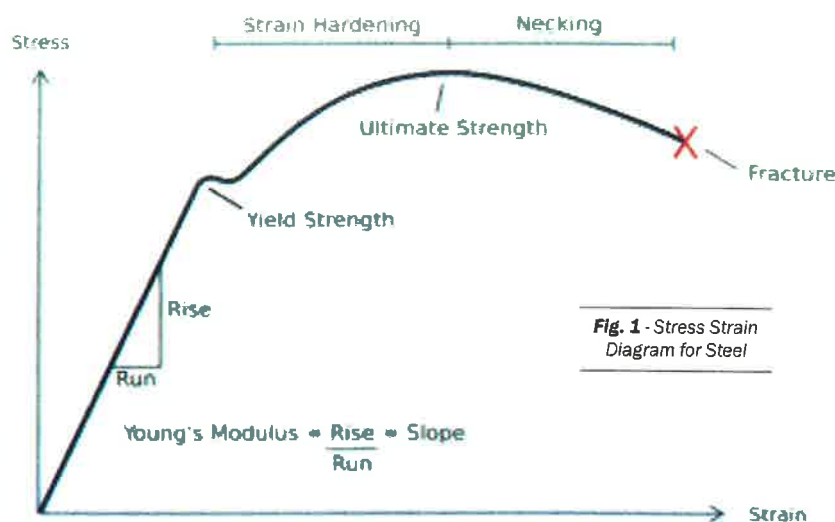 Strain Hardening
Necking
Stress
Ultimate Strength
Fracture
Yield Strength
Rise
Fig. 1 - Stress Strain
Diagram for Steel
Run
Young's Modulus = Rise = Slope
Run
Strain